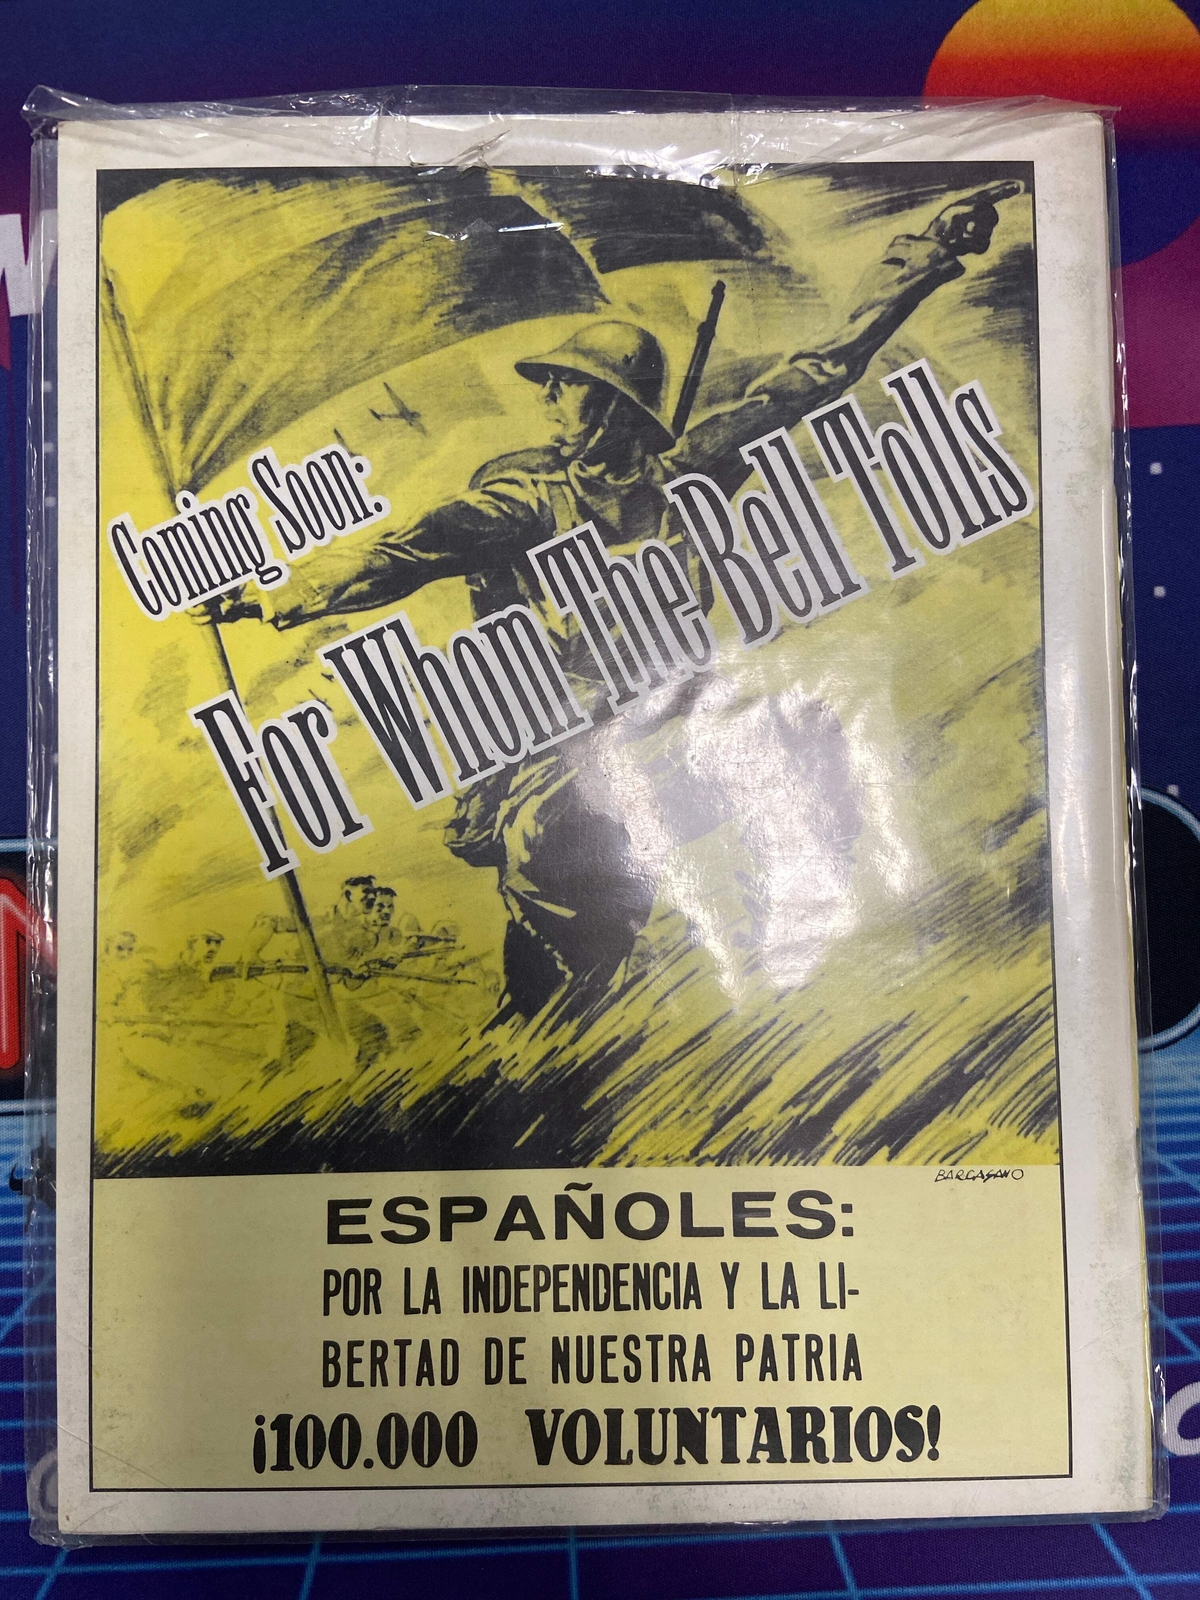 Coming Soon:
For Whom The Bell Tolls
BARDASANO
ESPAÑOLES:
POR LA INDEPENDENCIA Y LA LI-
BERTAD DE NUESTRA PATRIA
¡100.000 VOLUNTARIOS!